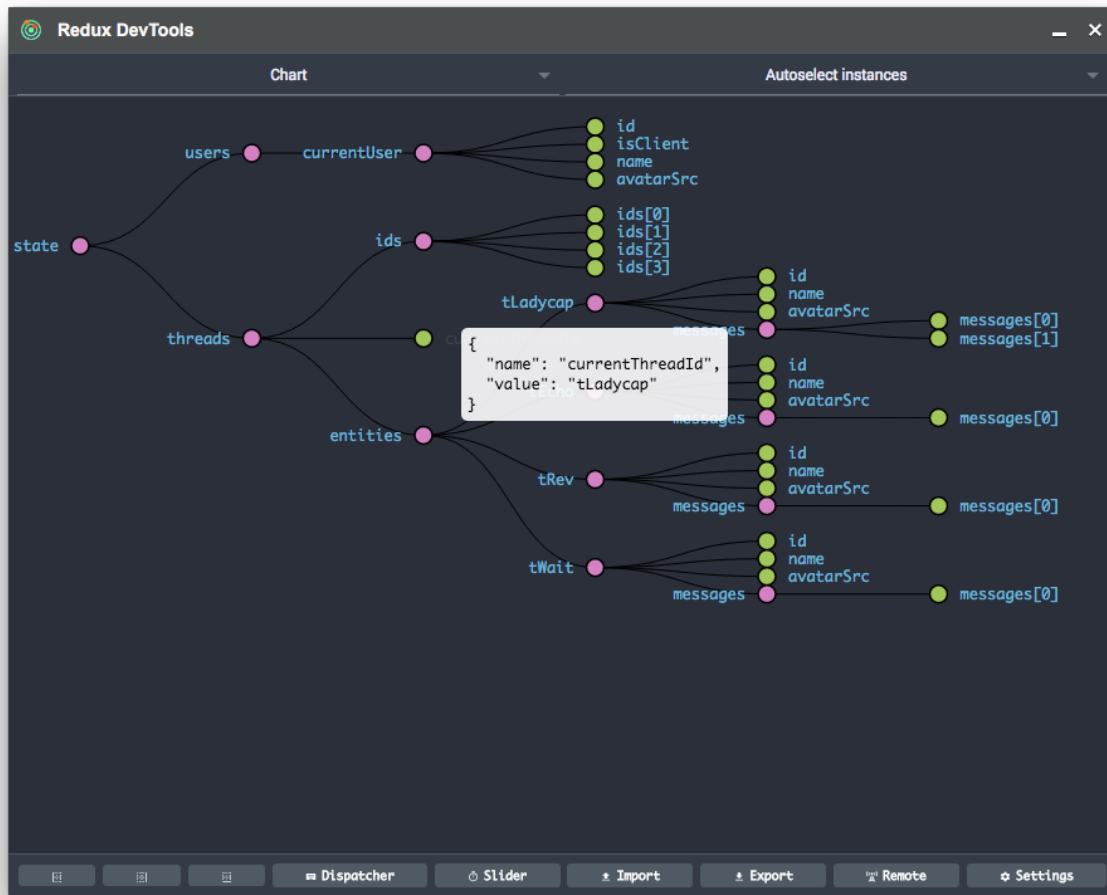 Redux DevTools
Chart
Autoselect instances
id
isClient
users
currentUser
name
avatarSrc
ids[0]
state
ids
ids[1]
ids[2]
ids[3]
id
tLadycap
name
avatarSrc
messages
messages[0]
threads
messages[1]
{
"name": "currentThreadId",
"value": "tLadycap"
}
id
name
avatarSrc
messages
messages[0]
entities
id
name
tRev
avatarSrc
messages
messages[0]
id
name
tWait
avatarSrc
messages
messages[0]
Dispatcher
Slider
Import
Export
Remote
Settings